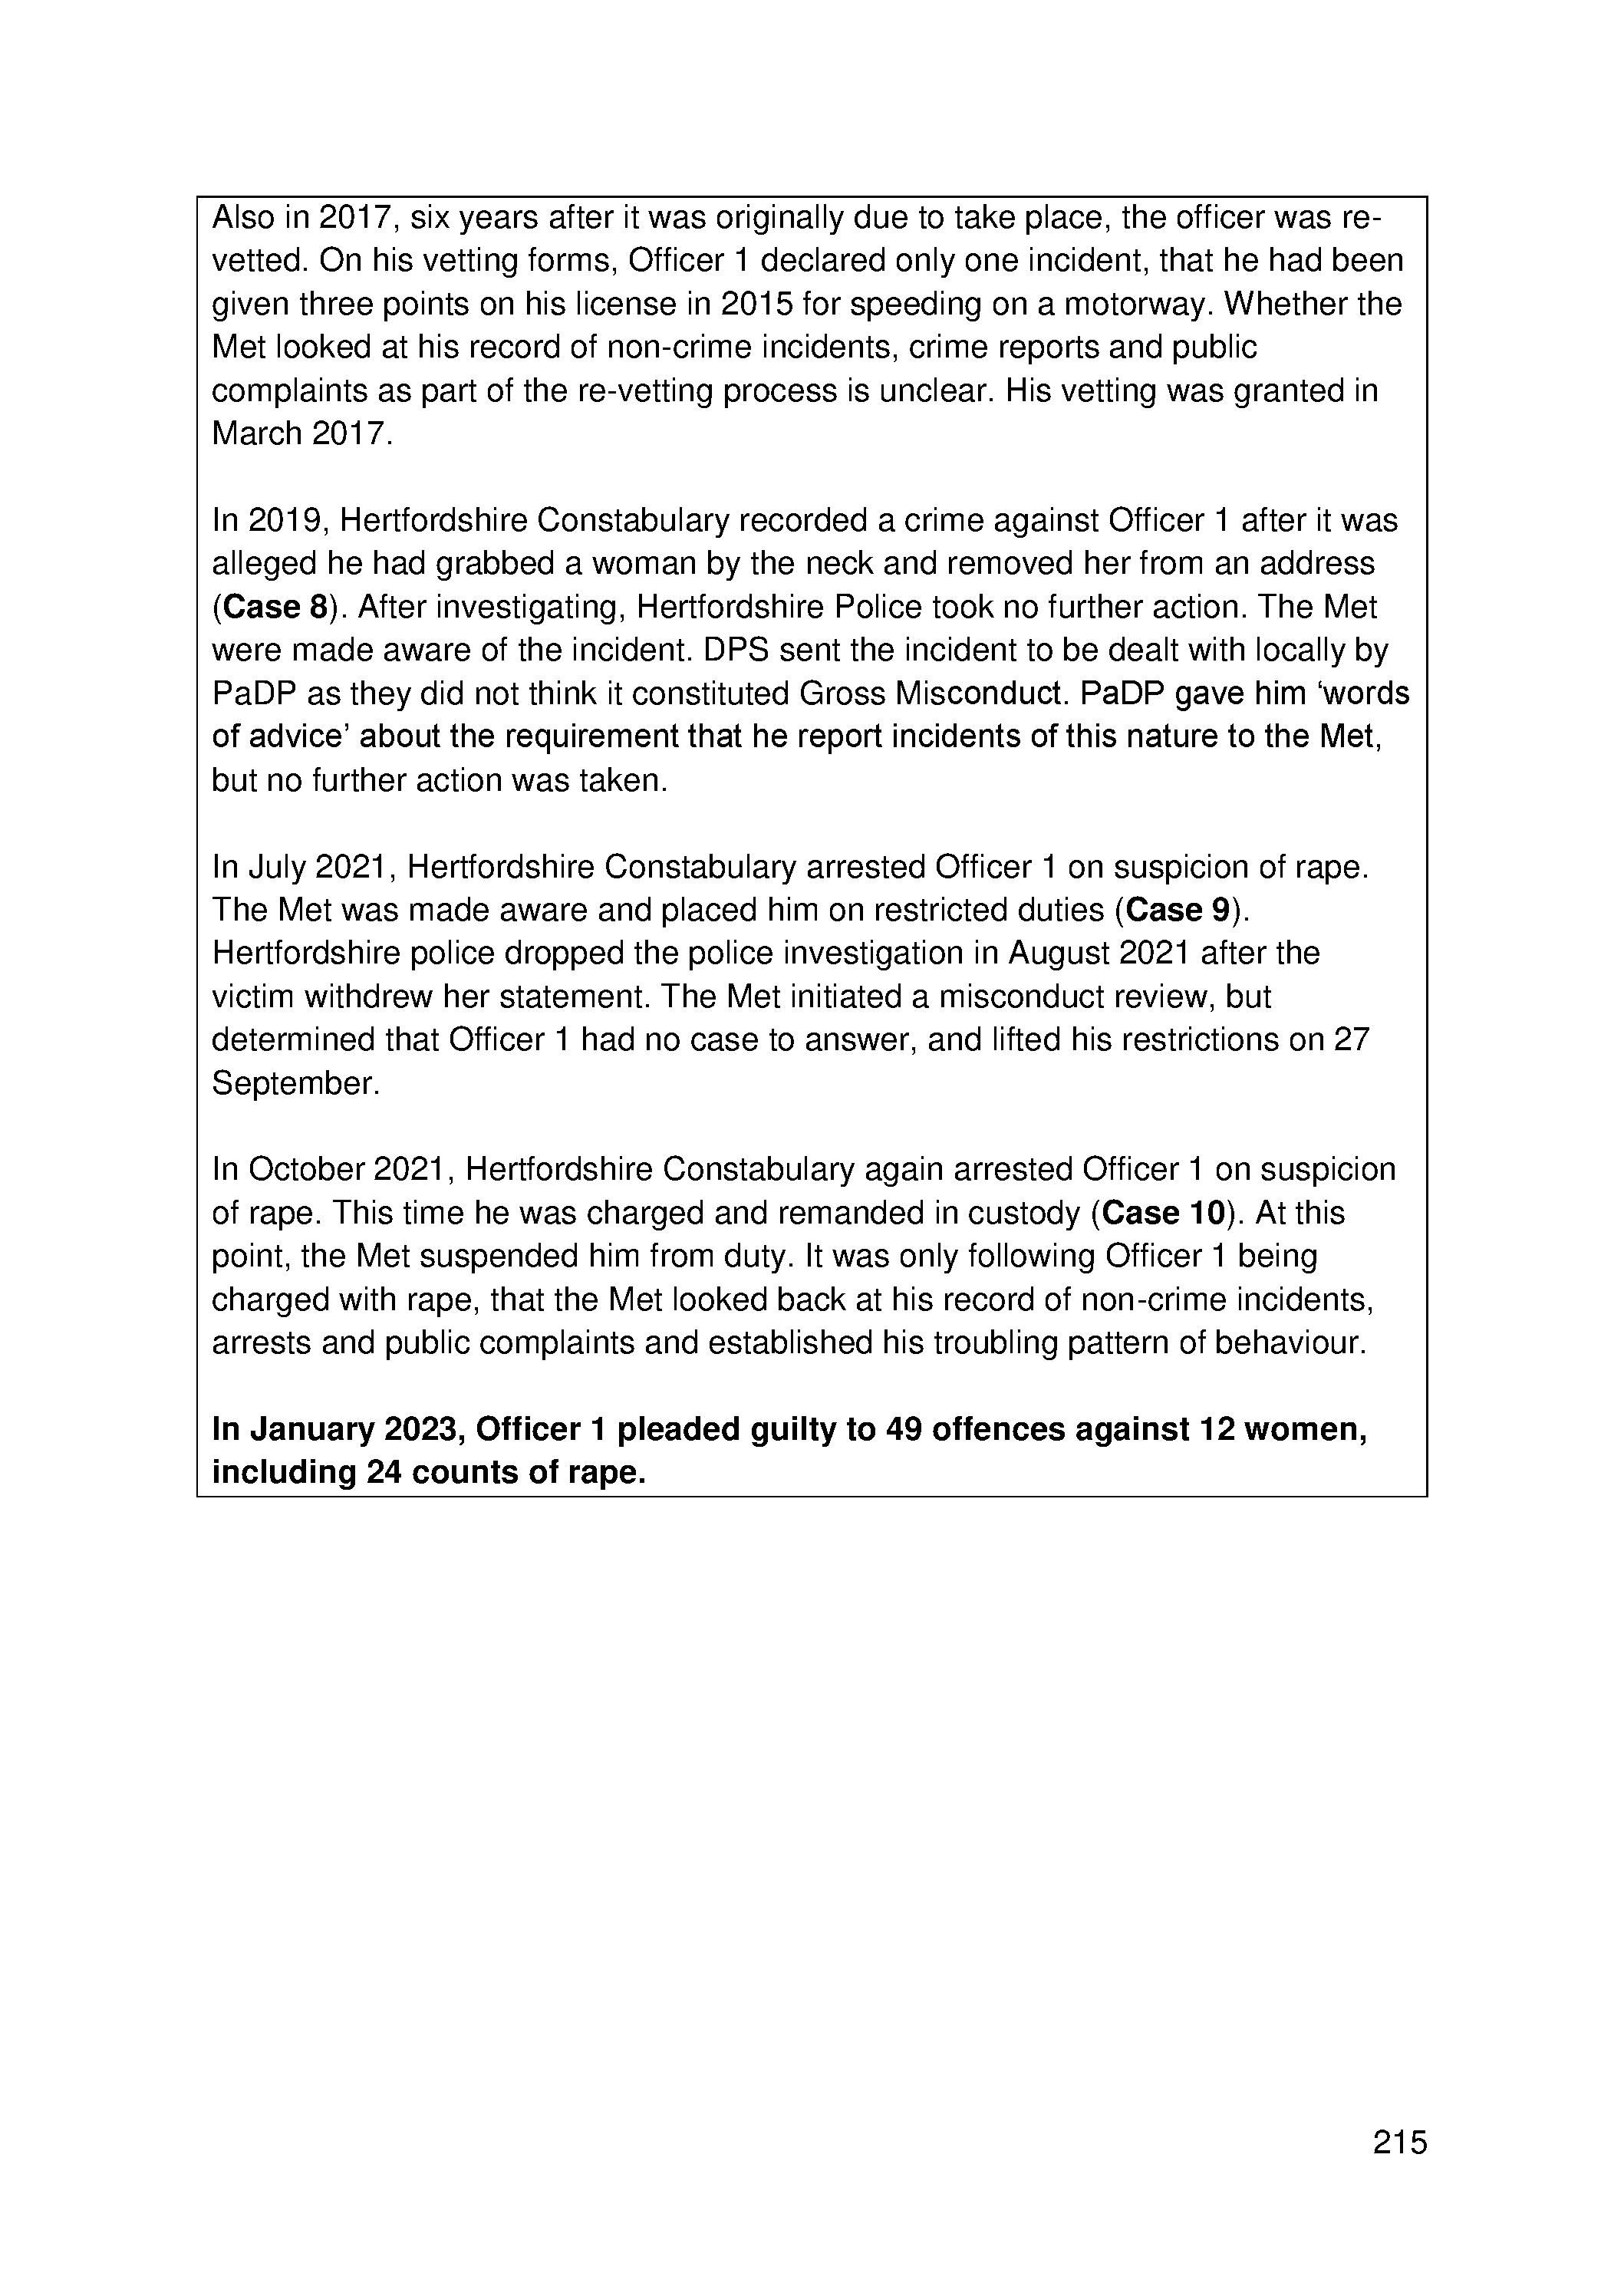 Also in 2017, six years after it was originally due to take place, the officer was re-
vetted. On his vetting forms, Officer 1 declared only one incident, that he had been
given three points on his license in 2015 for speeding on a motorway. Whether the
Met looked at his record of non-crime incidents, crime reports and public
complaints as part of the re-vetting process is unclear. His vetting was granted in
March 2017.
In 2019, Hertfordshire Constabulary recorded a crime against Officer 1 after it was
alleged he had grabbed a woman by the neck and removed her from an address
(Case 8). After investigating, Hertfordshire Police took no further action. The Met
were made aware of the incident. DPS sent the incident to be dealt with locally by
PaDP as they did not think it constituted Gross Misconduct. PaDP gave him ‘words
of advice’ about the requirement that he report incidents of this nature to the Met,
but no further action was taken.
In July 2021, Hertfordshire Constabulary arrested Officer 1 on suspicion of rape.
The Met was made aware and placed him on restricted duties (Case 9).
Hertfordshire police dropped the police investigation in August 2021 after the
victim withdrew her statement. The Met initiated a misconduct review, but
determined that Officer 1 had no case to answer, and lifted his restrictions on 27
September.
In October 2021, Hertfordshire Constabulary again arrested Officer 1 on suspicion
of rape. This time he was charged and remanded in custody (Case 10). At this
point, the Met suspended him from duty. It was only following Officer 1 being
charged with rape, that the Met looked back at his record of non-crime incidents,
arrests and public complaints and established his troubling pattern of behaviour.
In January 2023, Officer 1 pleaded guilty to 49 offences against 12 women,
including 24 counts of rape.
215